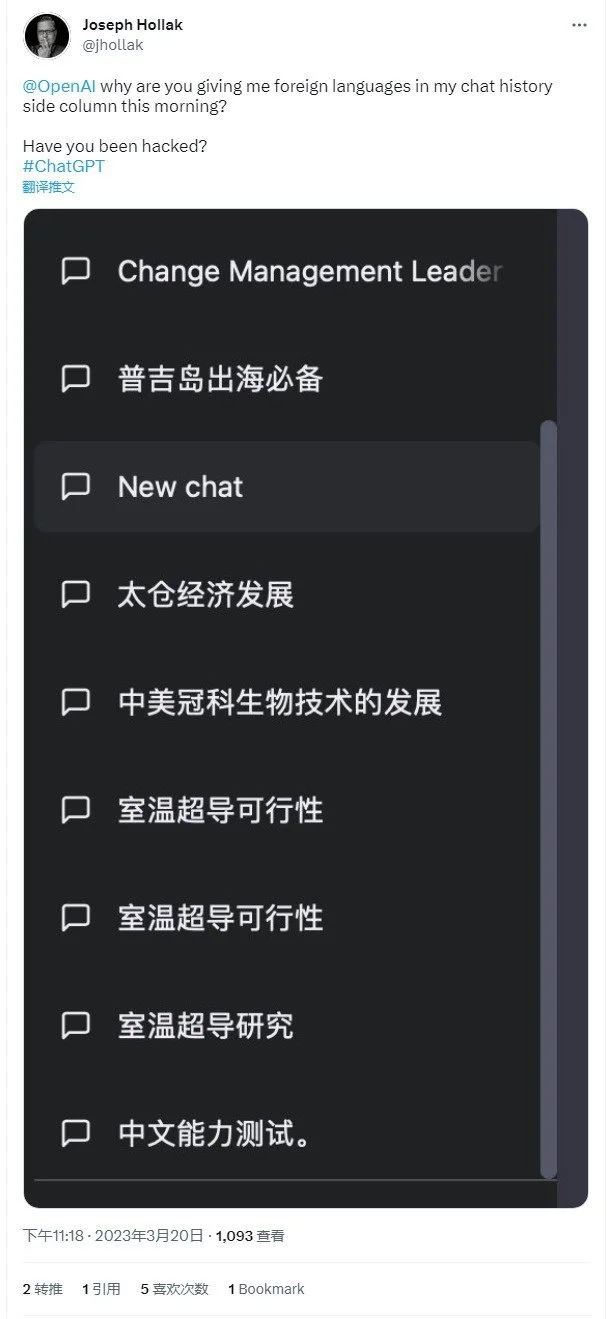 Joseph Hollak
@jhollak
@OpenAI why are you giving me foreign languages in my chat history
side column this morning?
Have you been hacked?
#ChatGPT
翻译推文
Change Management Leader
普吉岛出海必备
New chat
太仓经济发展
中美冠科生物技术的发展
室温超导可行性
室温超导可行性
室温超导研究
中文能力测试。
下午11:18 · 2023年3月20日 · 1,093 查看
2 转推 1 引用 5 喜欢次数 1 Bookmark